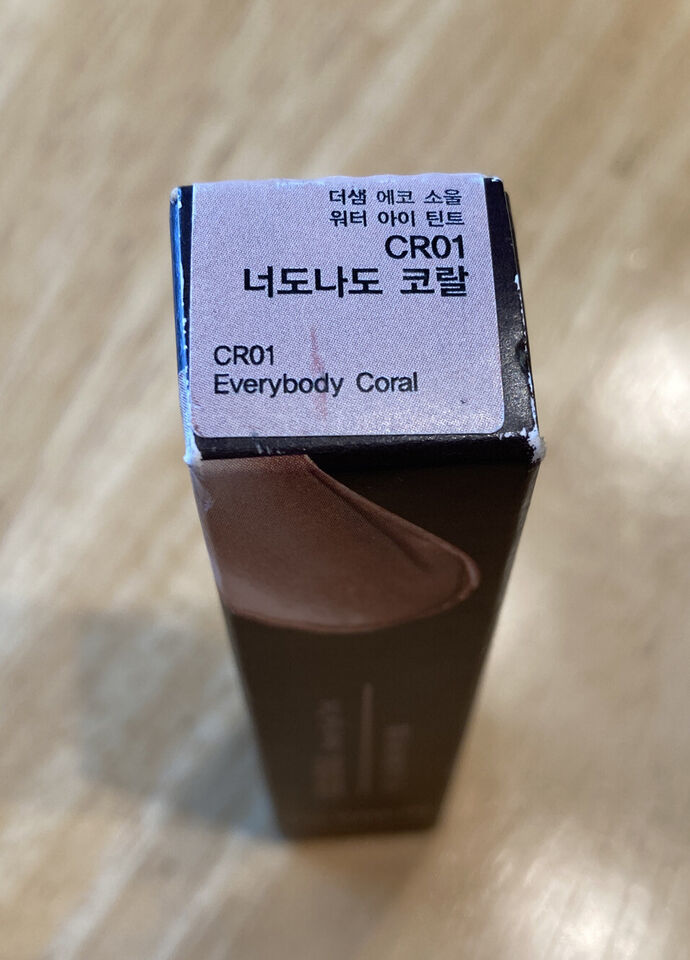 더샘 에코 소울
워터 아이 틴트
CR01
너도나도 코랄
CR01
Everybody Coral